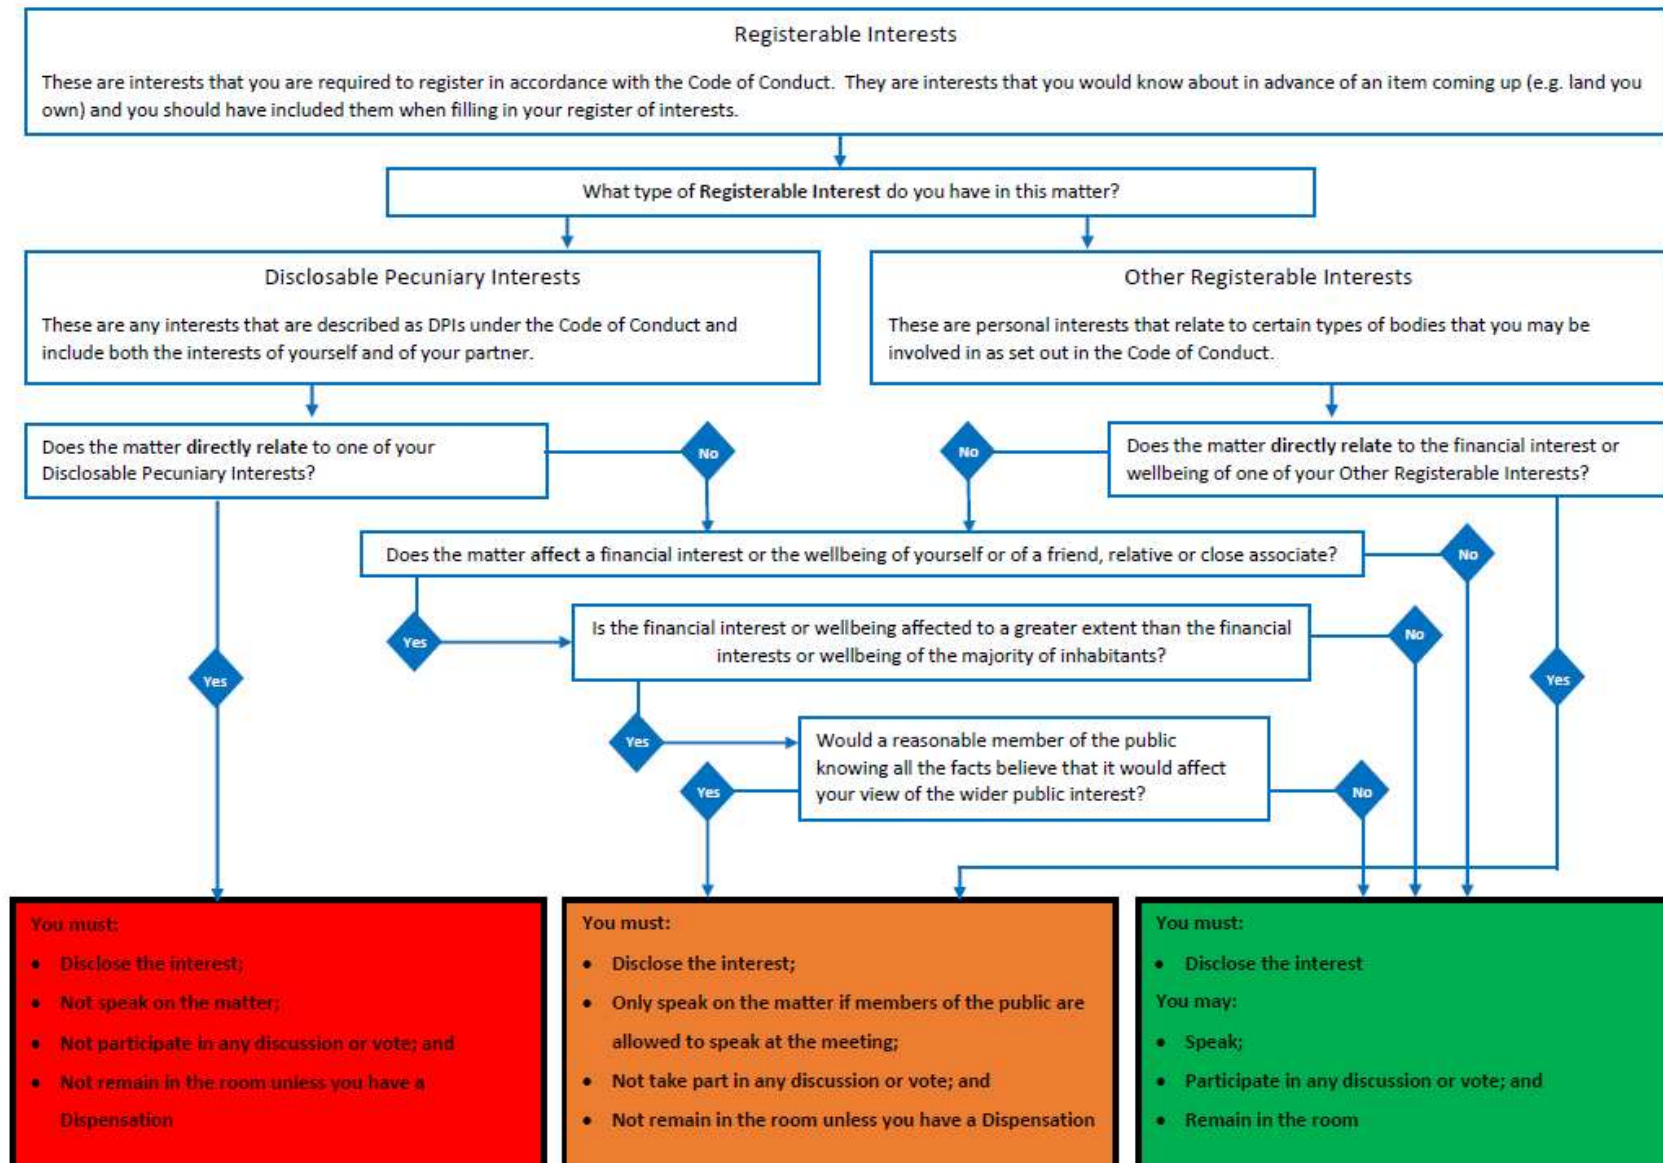 Registerable Interests
These are interests that you are required to register in accordance with the Code of Conduct. They are interests that you would know about in advance of an item coming up (e.g. land you
own) and you should have included them when filling in your register of interests.
What type of Registerable Interest do you have in this matter?
Disclosable Pecuniary Interests
These are any interests that are described as DPIs under the Code of Conduct and
include both the interests of yourself and of your partner.
Other Registerable Interests
These are personal interests that relate to certain types of bodies that you may be
involved in as set out in the Code of Conduct.
Does the matter directly relate to one of your
Disclosable Pecuniary Interests?
No
No
Does the matter directly relate to the financial interest or
wellbeing of one of your Other Registerable Interests?
Does the matter affect a financial interest or the wellbeing of yourself or of a friend, relative or close associate?
No
Yes
Is the financial interest or wellbeing affected to a greater extent than the financial
interests or wellbeing of the majority of inhabitants?
No
Yes
Yes
Yes
Would a reasonable member of the public
knowing all the facts believe that it would affect
your view of the wider public interest?
Yes
No
You must:
• Disclose the interest;
• Not speak on the matter;
• Not participate in any discussion or vote; and
• Not remain in the room unless you have a
Dispensation
You must:
• Disclose the interest;
• Only speak on the matter if members of the public are
allowed to speak at the meeting;
• Not take part in any discussion or vote; and
• Not remain in the room unless you have a Dispensation
You must:
• Disclose the interest
You may:
• Speak;
• Participate in any discussion or vote; and
• Remain in the room